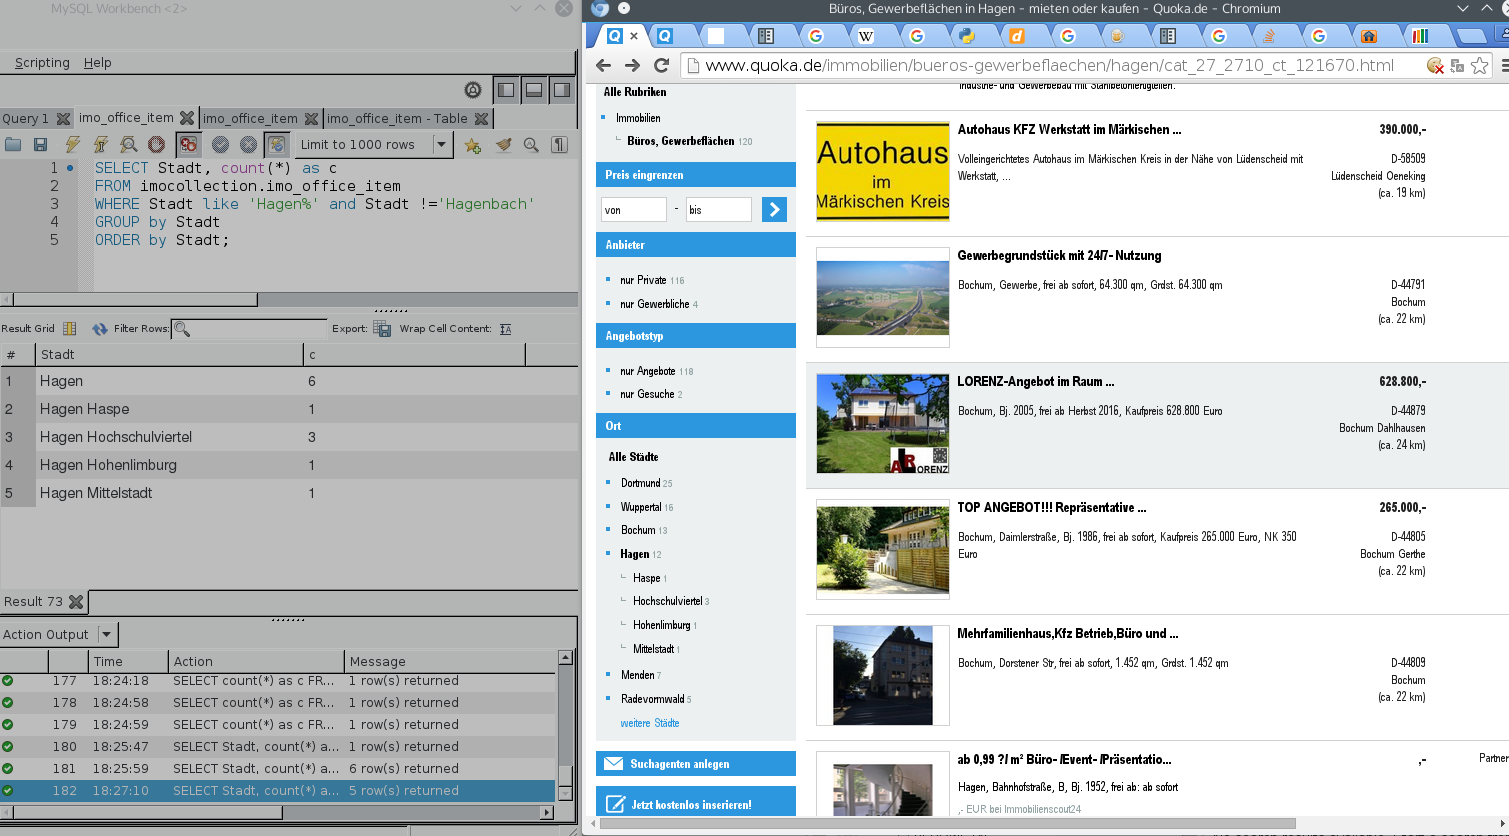 MySQL Workbench <2>
Scripting Help
Query 1 imo_office_item imo_office_item imo_office_item - Table
Limit to 1000 rows
1 SELECT Stadt, count(*) as c
2 FROM imocollection.imo_office_item
3 WHERE Stadt like 'Hagen%' and Stadt !='Hagenbach'
4 GROUP by Stadt
5 ORDER by Stadt;
Result Grid Filter Rows: Export: Wrap Cell Content:
# Stadt c
1 Hagen 6
2 Hagen Haspe 1
3 Hagen Hochschulviertel 3
4 Hagen Hohenlimburg 1
5 Hagen Mittelstadt 1
Result 73
Action Output
Time Action Message
177 18:24:18 SELECT count(*) as c FR... 1 row(s) returned
178 18:24:58 SELECT count(*) as c FR... 1 row(s) returned
179 18:24:59 SELECT count(*) as c FR... 1 row(s) returned
180 18:25:47 SELECT Stadt, count(*) a... 1 row(s) returned
181 18:25:59 SELECT Stadt, count(*) a... 6 row(s) returned
182 18:27:10 SELECT Stadt, count(*) a... 5 row(s) returned
Büros, Gewerbeflächen in Hagen - mieten oder kaufen - Quoka.de - Chromium
www.quoka.de/immobilien/bueros-gewerbeflaechen/hagen/cat_27_2710_ct_121670.html
Alle Rubriken
Immobilien
Büros, Gewerbeflächen 120
Preis eingrenzen
von - bis
Anbieter
nur Private 116
nur Gewerbliche 4
Angebotstyp
nur Angebote 118
nur Gesuche 2
Ort
Alle Städte
Dortmund 25
Wuppertal 16
Bochum 13
Hagen 12
Haspe 1
Hochschulviertel 3
Hohenlimburg 1
Mittelstadt 1
Menden 7
Radevormwald 5
weitere Städte
Suchagenten anlegen
Jetzt kostenlos inserieren!
Industrie- und Gewerbebau mit Stahlbetonfertigteilen.
Autohaus
im
Märkischen Kreis
Autohaus KFZ Werkstatt im Märkischen ... 390.000,-
Volleingerichtetes Autohaus im Märkischen Kreis in der Nähe von Lüdenscheid mit
Werkstatt, ...
D-58509
Lüdenscheid Oeneking
(ca. 19 km)
Gewerbegrundstück mit 24/7- Nutzung
Bochum, Gewerbe, frei ab sofort, 64.300 qm, Grdst. 64.300 qm
D-44791
Bochum
(ca. 22 km)
LORENZ-Angebot im Raum ... 628.800,-
Bochum, Bj. 2005, frei ab Herbst 2016, Kaufpreis 628.800 Euro
D-44879
Bochum Dahlhausen
(ca. 24 km)
LORENZ
TOP ANGEBOT!!! Repräsentative ... 265.000,-
Bochum, Daimlerstraße, Bj. 1986, frei ab sofort, Kaufpreis 265.000 Euro, NK 350
Euro
D-44805
Bochum Gerthe
(ca. 22 km)
Mehrfamilienhaus,Kfz Betrieb,Büro und ...
Bochum, Dorstener Str, frei ab sofort, 1.452 qm, Grdst. 1.452 qm
D-44809
Bochum
(ca. 22 km)
ab 0,99 ?/ m² Büro- /Event- /Präsentatio... ,- Partner
Hagen, Bahnhofstraße, B, Bj. 1952, frei ab: ab sofort
,- EUR bei Immobilienscout24